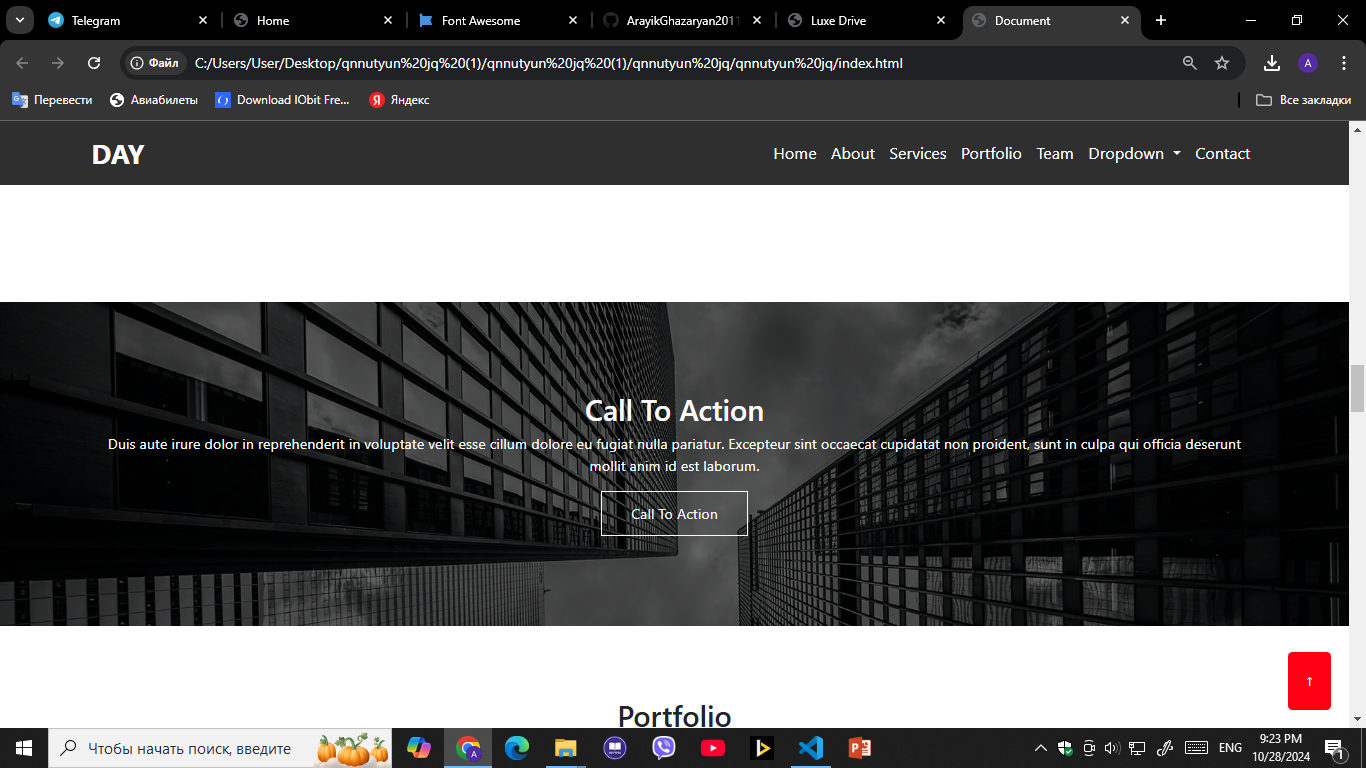 Telegram
Home
Font Awesome
ArayikGhazaryan2011
Luxe Drive
Document
Файл
C:/Users/User/Desktop/qnnutyun%20jq%20(1)/qnnutyun%20jq%20(1)/qnnutyun%20jq/qnnutyun%20jq/index.html
A
Перевести
Авиабилеты
Download IObit Fre...
Яндекс
Все закладки
DAY
Home About Services Portfolio Team Dropdown Contact
Call To Action
Duis aute irure dolor in reprehenderit in voluptate velit esse cillum dolore eu fugiat nulla pariatur. Excepteur sint occaecat cupidatat non proident, sunt in culpa qui officia deserunt
mollit anim id est laborum.
Call To Action
↑
Portfolio
Чтобы начать поиск, введите
ENG
9:23 PM
10/28/2024
1